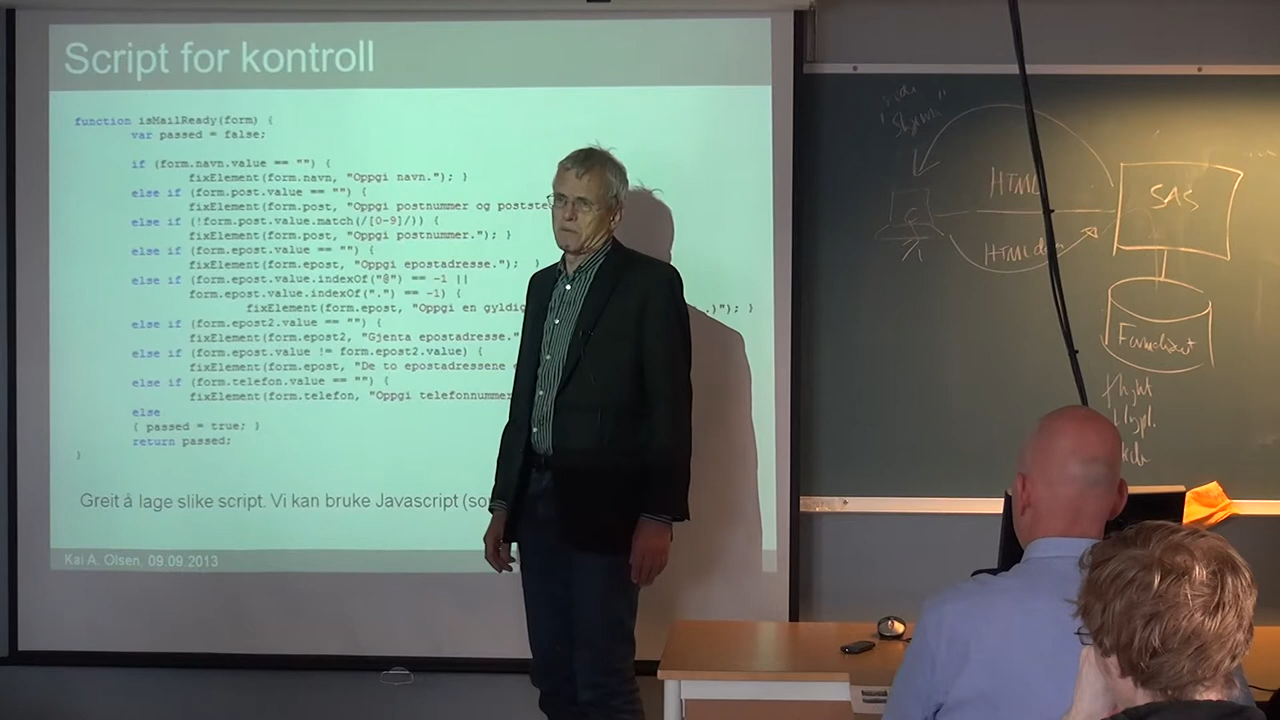 Script for kontroll
function isMailReady(form) {
var passed = false;
if (form.navn.value == "") {
fixElement(form.navn, "Oppgi navn."); }
else if (form.post.value == "") {
fixElement(form.post, "Oppgi postnummer og postste
else if (!form.post.value.match(/[0-9]/)) {
fixElement(form.post, "Oppgi postnummer."); }
else if (form.epost.value == "") {
fixElement(form.epost, "Oppgi epostadresse."); }
else if (form.epost.value.indexOf("@") == -1 ||
form.epost.value.indexOf(".") == -1) {
fixElement(form.epost, "Oppgi en gyldig .)"); }
else if (form.epost2.value == "") {
fixElement(form.epost2, "Gjenta epostadresse."
else if (form.epost.value != form.epost2.value) {
fixElement(form.epost, "De to epostadressene e
else if (form.telefon.value == "") {
fixElement(form.telefon, "Oppgi telefonnummer
else
{ passed = true; }
return passed;
}
Greit å lage slike script. Vi kan bruke Javascript (so
Kai A. Olsen, 09.09.2013
HTML
SAS
HTML